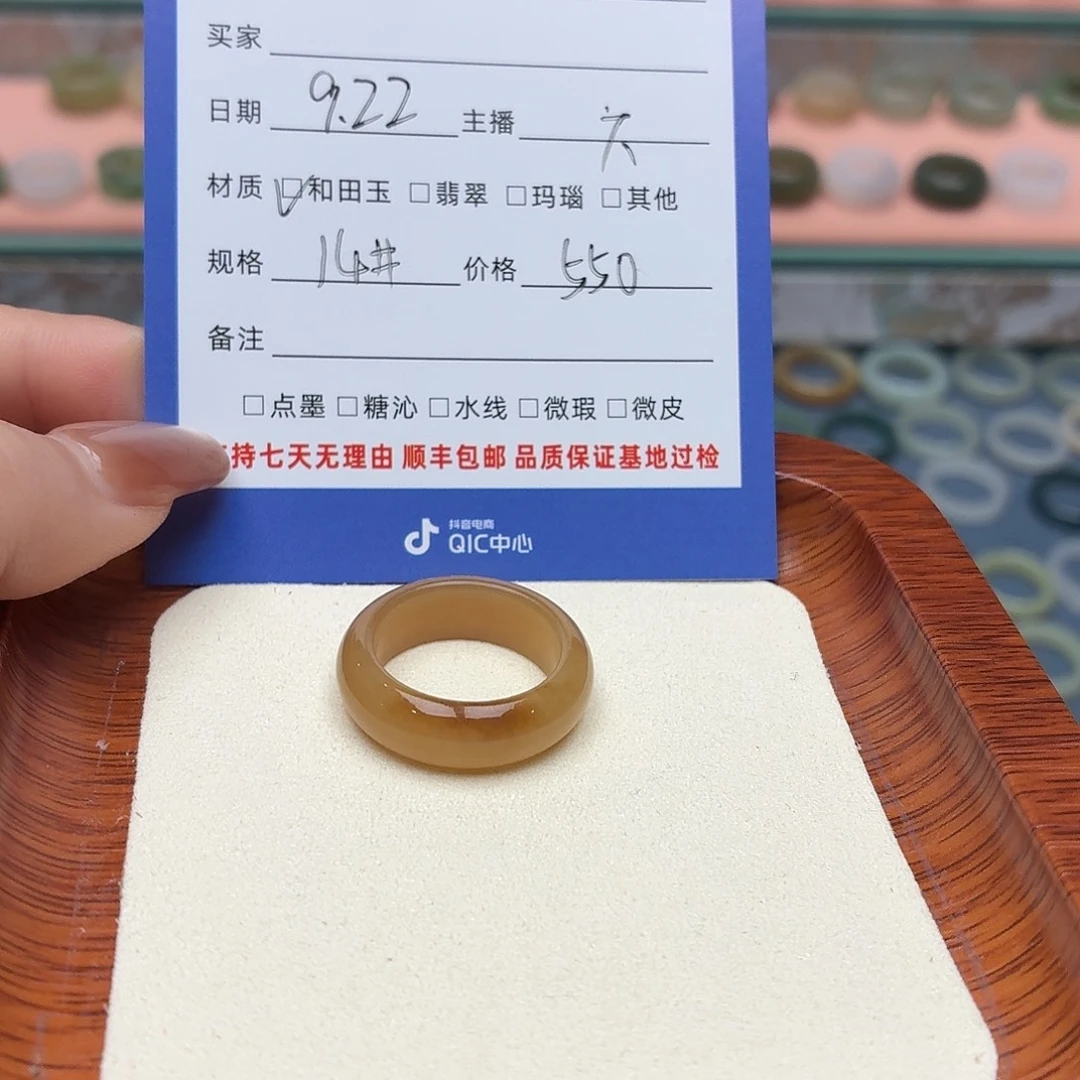 买家
日期 9.22 主播 六
材质 ☑和田玉 □翡翠 □玛瑙 □其他
规格 14# 价格 550
备注
□点墨 □糖沁 □水线 □微瑕 □微皮
持七天无理由 顺丰包邮 品质保证基地过检
抖音电商
QIC中心